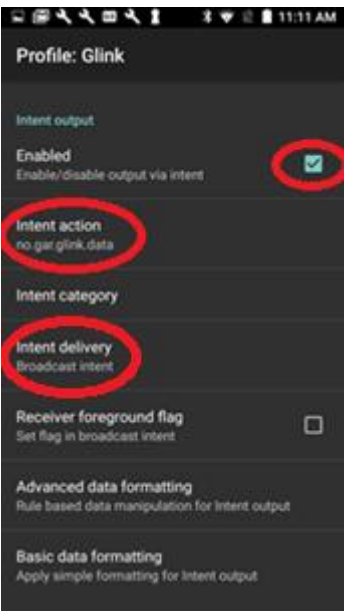 11:11 AM
Profile: Glink
Intent output
Enabled
Enable/disable output via intent
Intent action
no.gar.glink.data
Intent category
Intent delivery
Broadcast intent
Receiver foreground flag
Set flag in broadcast intent
Advanced data formatting
Rule based data manipulation for Intent output
Basic data formatting
Apply simple formatting for Intent output